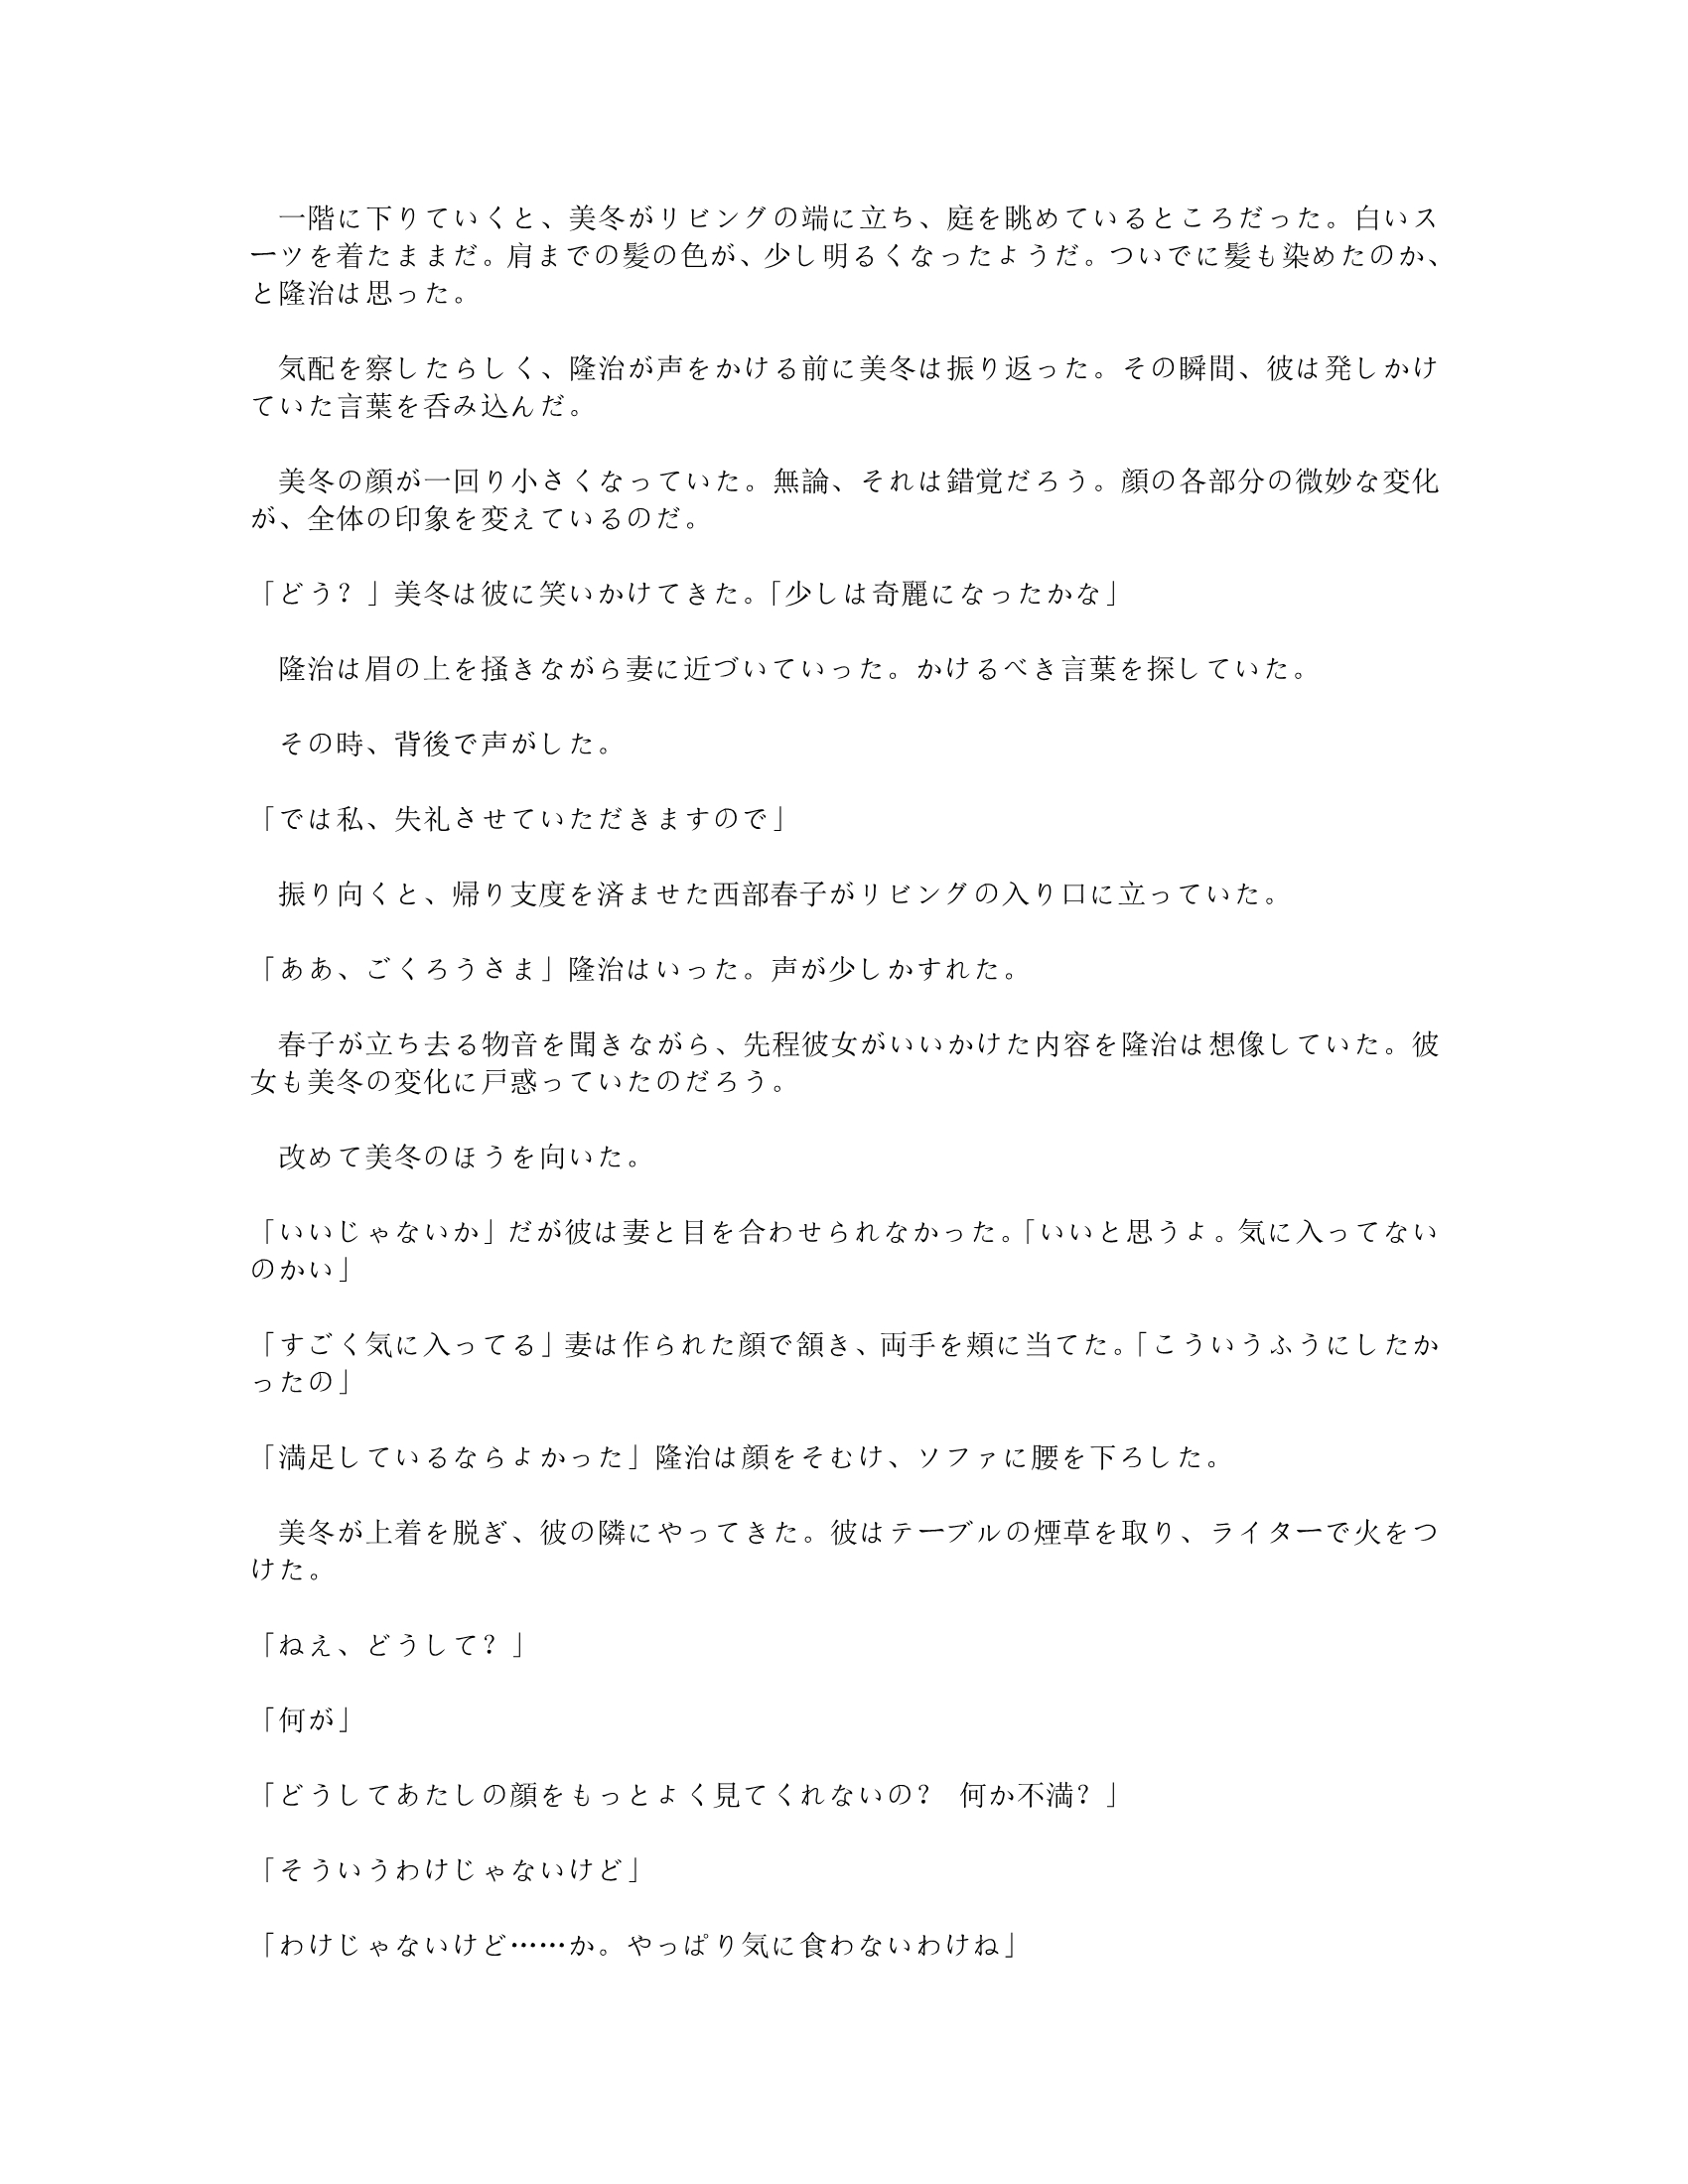 一階に下りていくと、美冬がリビングの端に立ち、庭を眺めているところだった。白いス
ーツを着たままだ。肩までの髪の色が、少し明るくなったようだ。ついでに髪も染めたのか、
と隆治は思った。
　気配を察したらしく、隆治が声をかける前に美冬は振り返った。その瞬間、彼は発しかけ
ていた言葉を呑み込んだ。
　美冬の顔が一回り小さくなっていた。無論、それは錯覚だろう。顔の各部分の微妙な変化
が、全体の印象を変えているのだ。
「どう？」美冬は彼に笑いかけてきた。「少しは奇麗になったかな」
　隆治は眉の上を掻きながら妻に近づいていった。かけるべき言葉を探していた。
　その時、背後で声がした。
「では私、失礼させていただきますので」
　振り向くと、帰り支度を済ませた西部春子がリビングの入り口に立っていた。
「ああ、ごくろうさま」隆治はいった。声が少しかすれた。
　春子が立ち去る物音を聞きながら、先程彼女がいいかけた内容を隆治は想像していた。彼
女も美冬の変化に戸惑っていたのだろう。
　改めて美冬のほうを向いた。
「いいじゃないか」だが彼は妻と目を合わせられなかった。「いいと思うよ。気に入ってない
のかい」
「すごく気に入ってる」妻は作られた顔で頷き、両手を頬に当てた。「こういうふうにしたか
ったの」
「満足しているならよかった」隆治は顔をそむけ、ソファに腰を下ろした。
　美冬が上着を脱ぎ、彼の隣にやってきた。彼はテーブルの煙草を取り、ライターで火をつ
けた。
「ねえ、どうして？」
「何が」
「どうしてあたしの顔をもっとよく見てくれないの？　何か不満？」
「そういうわけじゃないけど」
「わけじゃないけど……か。やっぱり気に食わないわけね」